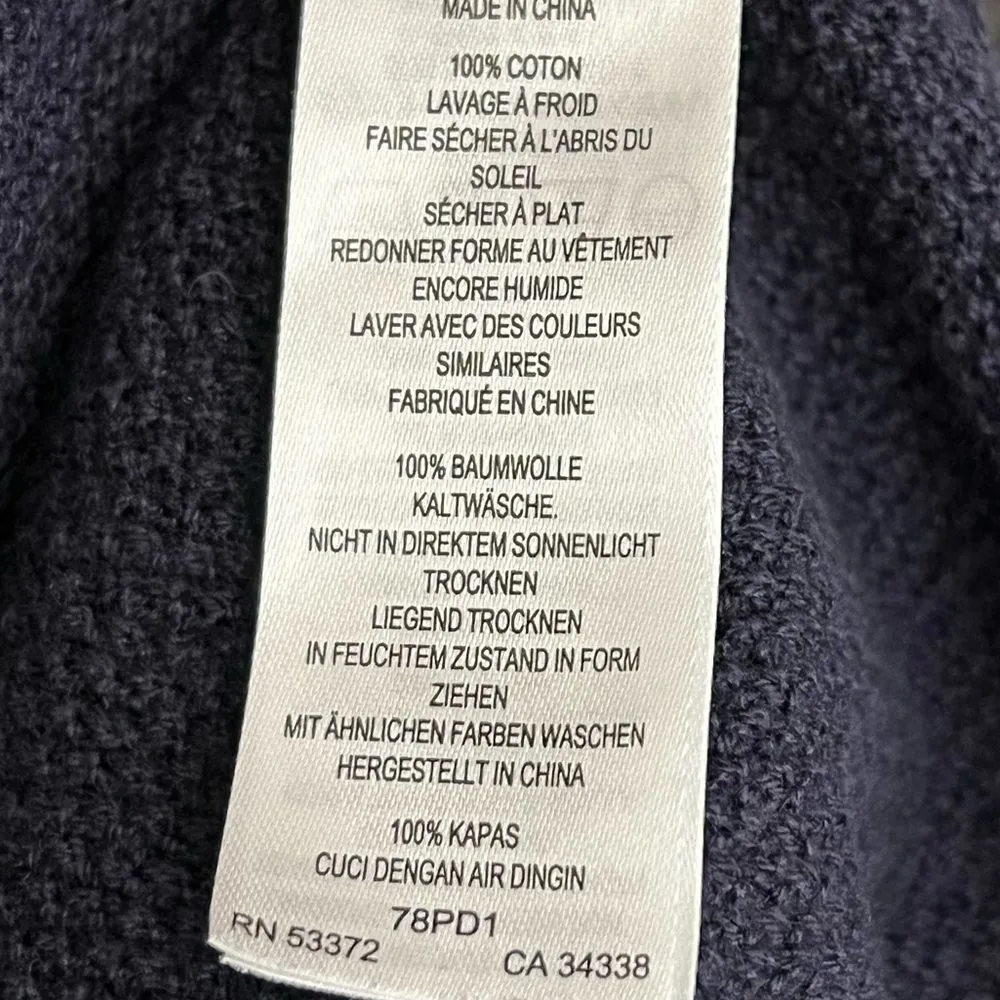 MADE IN CHINA
100% COTON
LAVAGE À FROID
FAIRE SÉCHER À L'ABRIS DU
SOLEIL
SÉCHER À PLAT
REDONNER FORME AU VÊTEMENT
ENCORE HUMIDE
LAVER AVEC DES COULEURS
SIMILAIRES
FABRIQUÉ EN CHINE
100% BAUMWOLLE
KALTWÄSCHE.
NICHT IN DIREKTEM SONNENLICHT
TROCKNEN
LIEGEND TROCKNEN
IN FEUCHTEM ZUSTAND IN FORM
ZIEHEN
MIT ÄHNLICHEN FARBEN WASCHEN
HERGESTELLT IN CHINA
100% KAPAS
CUCI DENGAN AIR DINGIN
78PD1
RN 53372
CA 34338